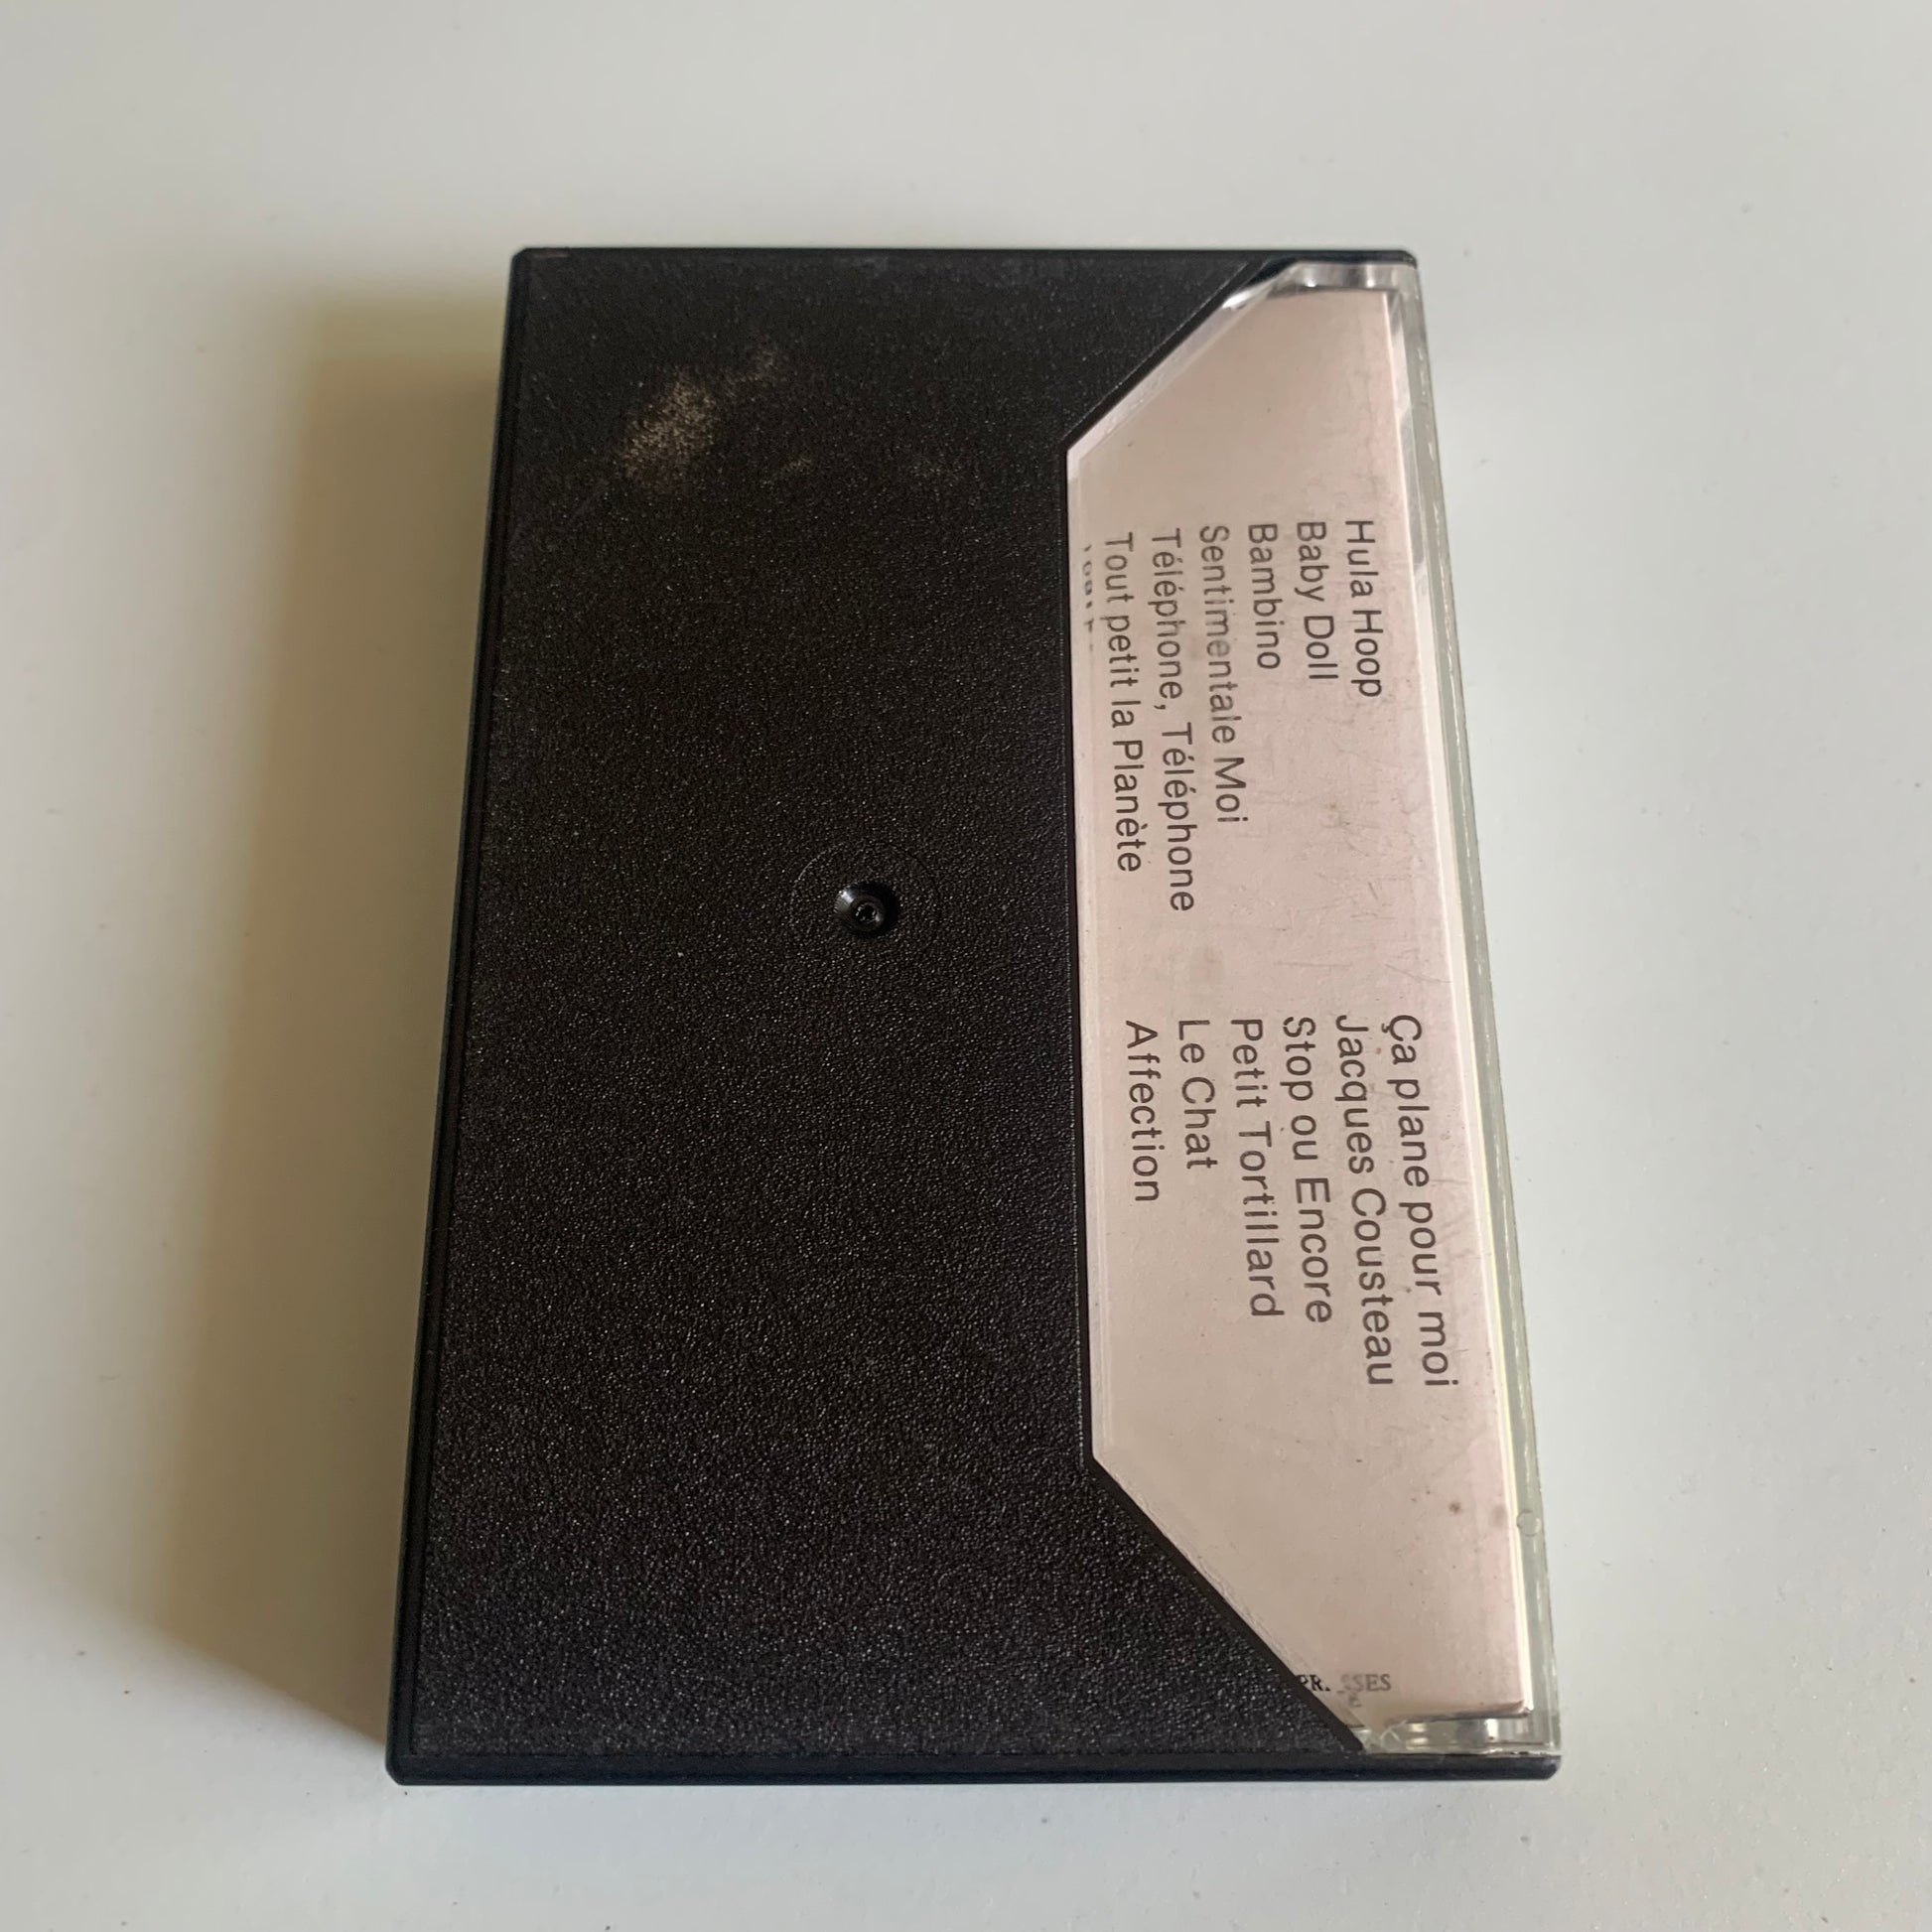 Hula Hoop
Baby Doll
Bambino
Sentimentale Moi
Téléphone, Téléphone
Tout petit la Planète
Ça plane pour moi
Jacques Cousteau
Stop ou Encore
Petit Tortillard
Le Chat
Affection